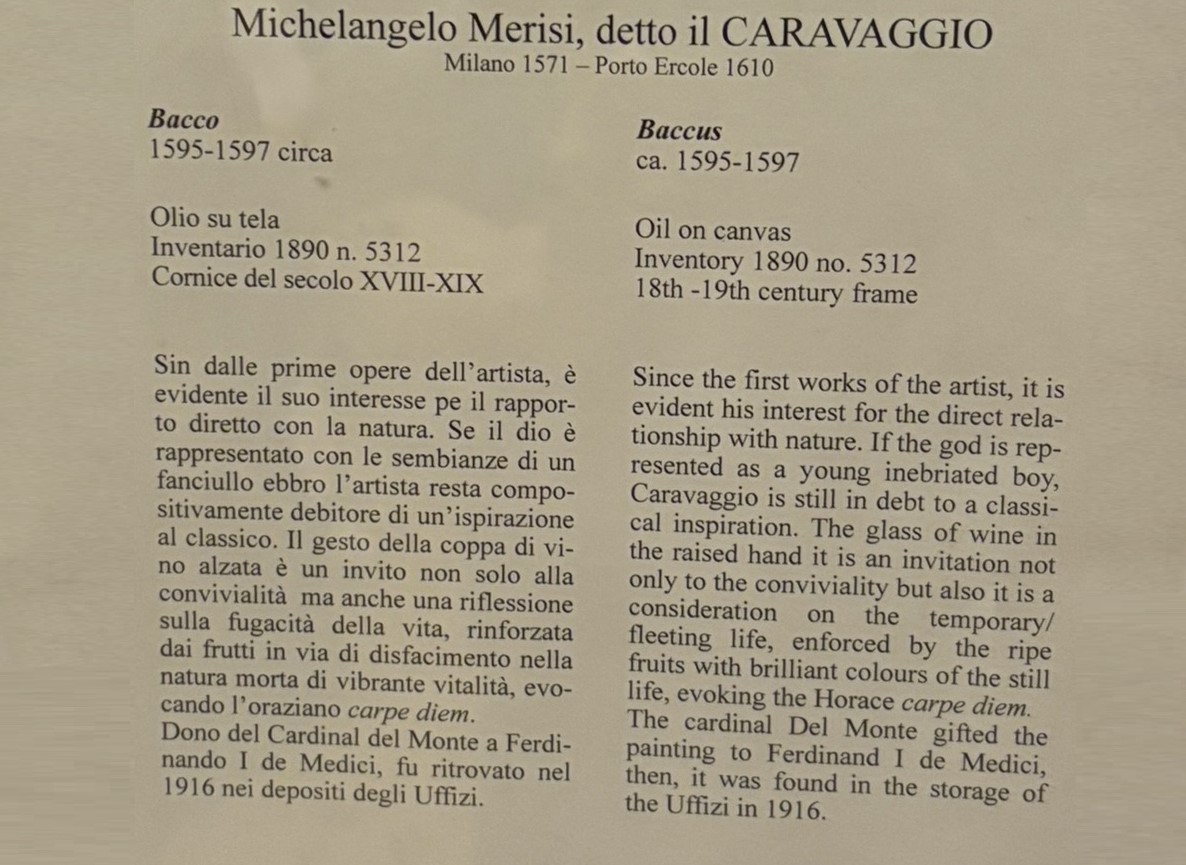 Michelangelo Merisi, detto il CARAVAGGIO
Milano 1571 – Porto Ercole 1610
Bacco
1595-1597 circa
Olio su tela
Inventario 1890 n. 5312
Cornice del secolo XVIII-XIX
Sin dalle prime opere dell’artista, è
evidente il suo interesse pe il rappor-
to diretto con la natura. Se il dio è
rappresentato con le sembianze di un
fanciullo ebbro l’artista resta compo-
sitivamente debitore di un’ispirazione
al classico. Il gesto della coppa di vi-
no alzata è un invito non solo alla
convivialità ma anche una riflessione
sulla fugacità della vita, rinforzata
dai frutti in via di disfacimento nella
natura morta di vibrante vitalità, evo-
cando l’oraziano carpe diem.
Dono del Cardinal del Monte a Ferdi-
nando I de Medici, fu ritrovato nel
1916 nei depositi degli Uffizi.
Baccus
ca. 1595-1597
Oil on canvas
Inventory 1890 no. 5312
18th -19th century frame
Since the first works of the artist, it is
evident his interest for the direct rela-
tionship with nature. If the god is rep-
resented as a young inebriated boy,
Caravaggio is still in debt to a classi-
cal inspiration. The glass of wine in
the raised hand it is an invitation not
only to the conviviality but also it is a
consideration on the temporary/
fleeting life, enforced by the ripe
fruits with brilliant colours of the still
life, evoking the Horace carpe diem.
The cardinal Del Monte gifted the
painting to Ferdinand I de Medici,
then, it was found in the storage of
the Uffizi in 1916.